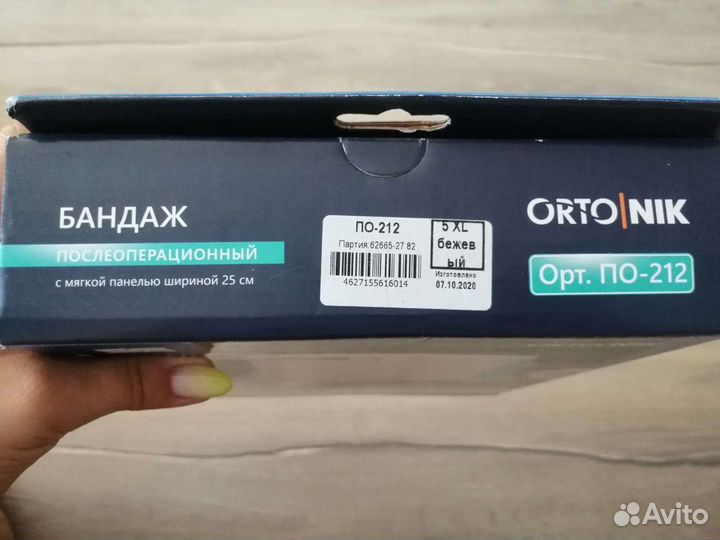 БАНДАЖ
ПОСЛЕОПЕРАЦИОННЫЙ
с мягкой панелью шириной 25 см
ПО-212
Партия:62665-27 82
4627155616014
5 XL
бежев
ый
Изготовлено
07.10.2020
ORTO|NIK
Орт. ПО-212
Avito